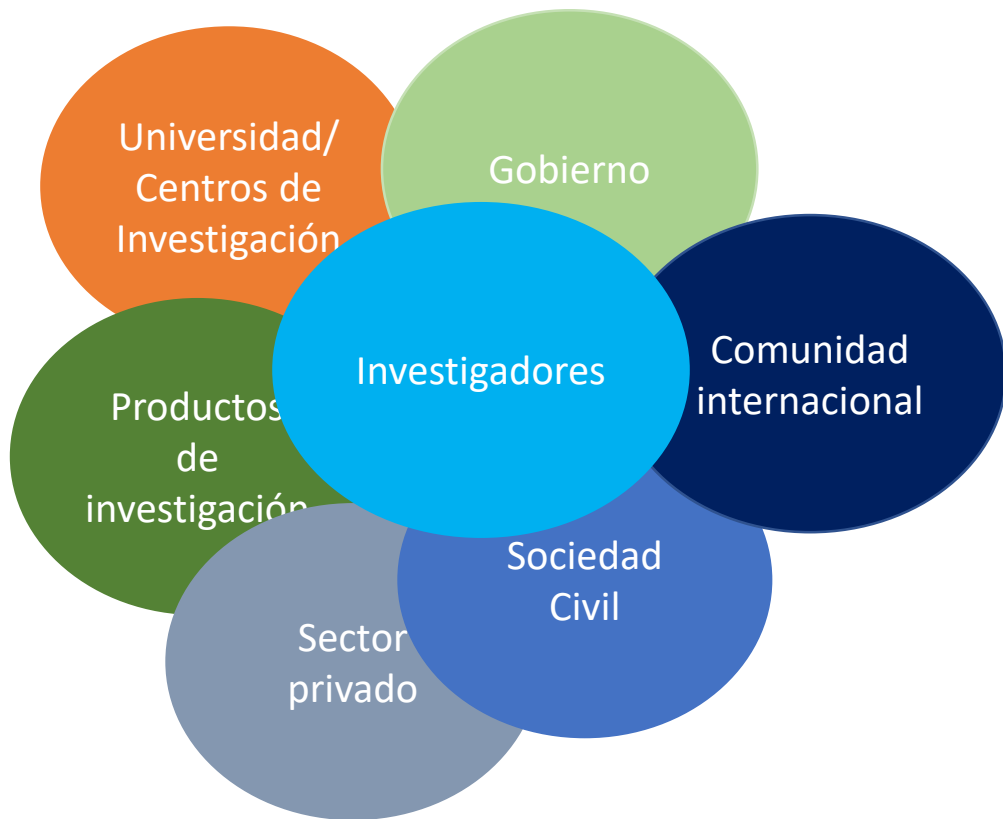 Universidad/
Centros de
Investigación
Gobierno
Investigadores
Comunidad
internacional
Productos
de
investigación
Sociedad
Civil
Sector
privado